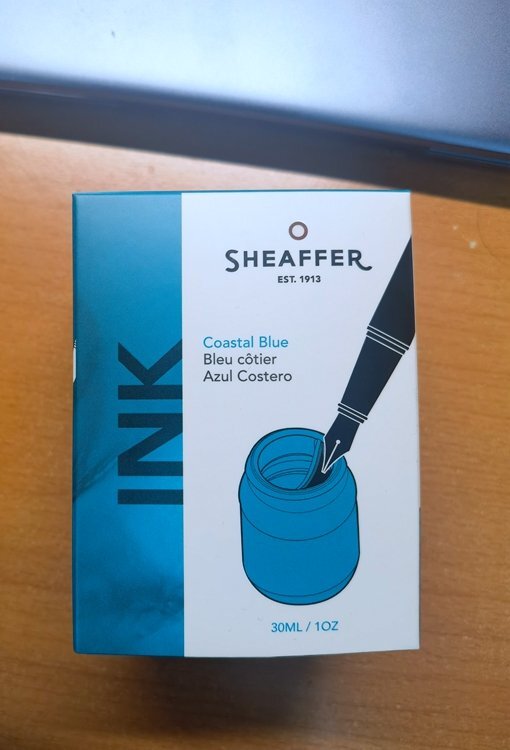 SHEAFFER
EST. 1913
Coastal Blue
Bleu côtier
Azul Costero
INK
30ML / 1OZ